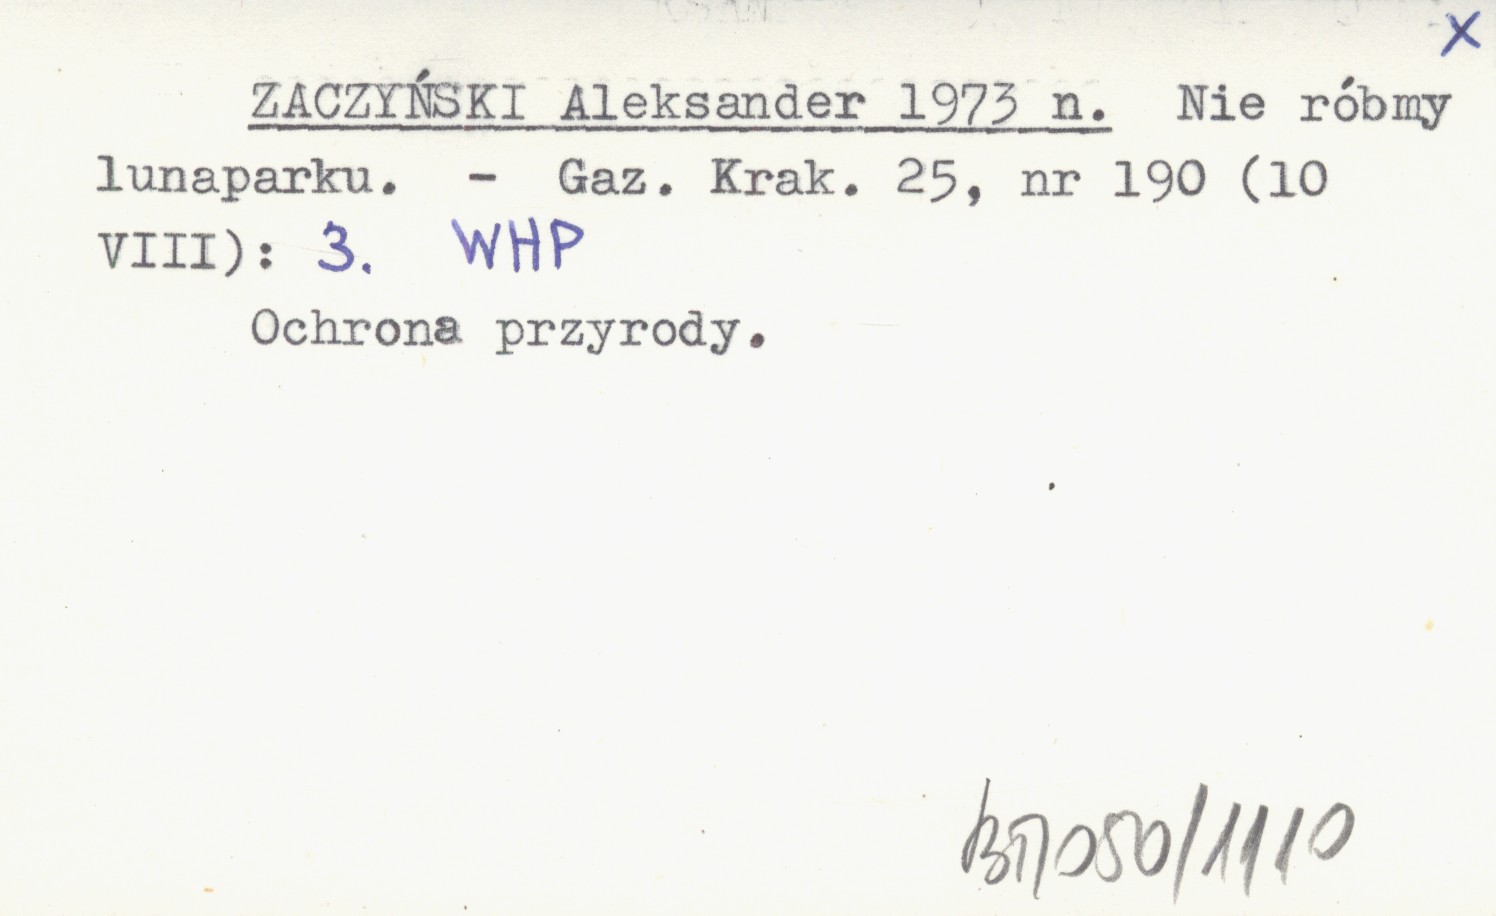 X
ZACZYŃSKI Aleksander 1973 n. Nie róbmy
lunaparku. - Gaz. Krak. 25, nr 190 (10
VIII): 3. WHP
Ochrona przyrody.